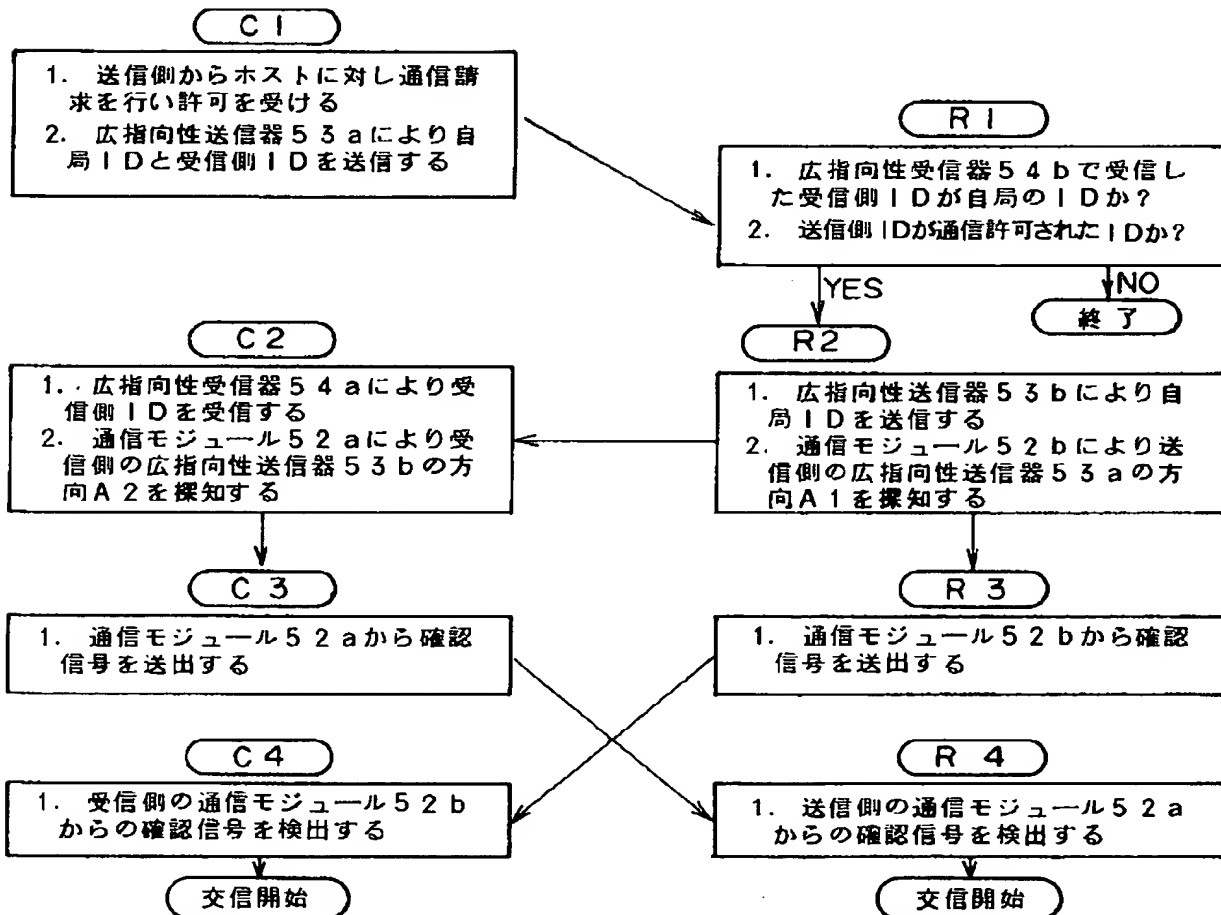 C1
1. 送信側からホストに対し通信請
求を行い許可を受ける
2. 広指向性送信器53aにより自
局IDと受信側IDを送信する
R1
1. 広指向性受信器54bで受信し
た受信側IDが自局のIDか?
2. 送信側IDが通信許可されたIDか?
YES
NO
終了
C2
1. 広指向性受信器54aにより受
信側IDを受信する
2. 通信モジュール52aにより受
信側の広指向性送信器53bの方
向A2を探知する
R2
1. 広指向性送信器53bにより自
局IDを送信する
2. 通信モジュール52bにより送
信側の広指向性送信器53aの方
向A1を探知する
C3
1. 通信モジュール52aから確認
信号を送出する
R3
1. 通信モジュール52bから確認
信号を送出する
C4
1. 受信側の通信モジュール52b
からの確認信号を検出する
交信開始
R4
1. 送信側の通信モジュール52a
からの確認信号を検出する
交信開始